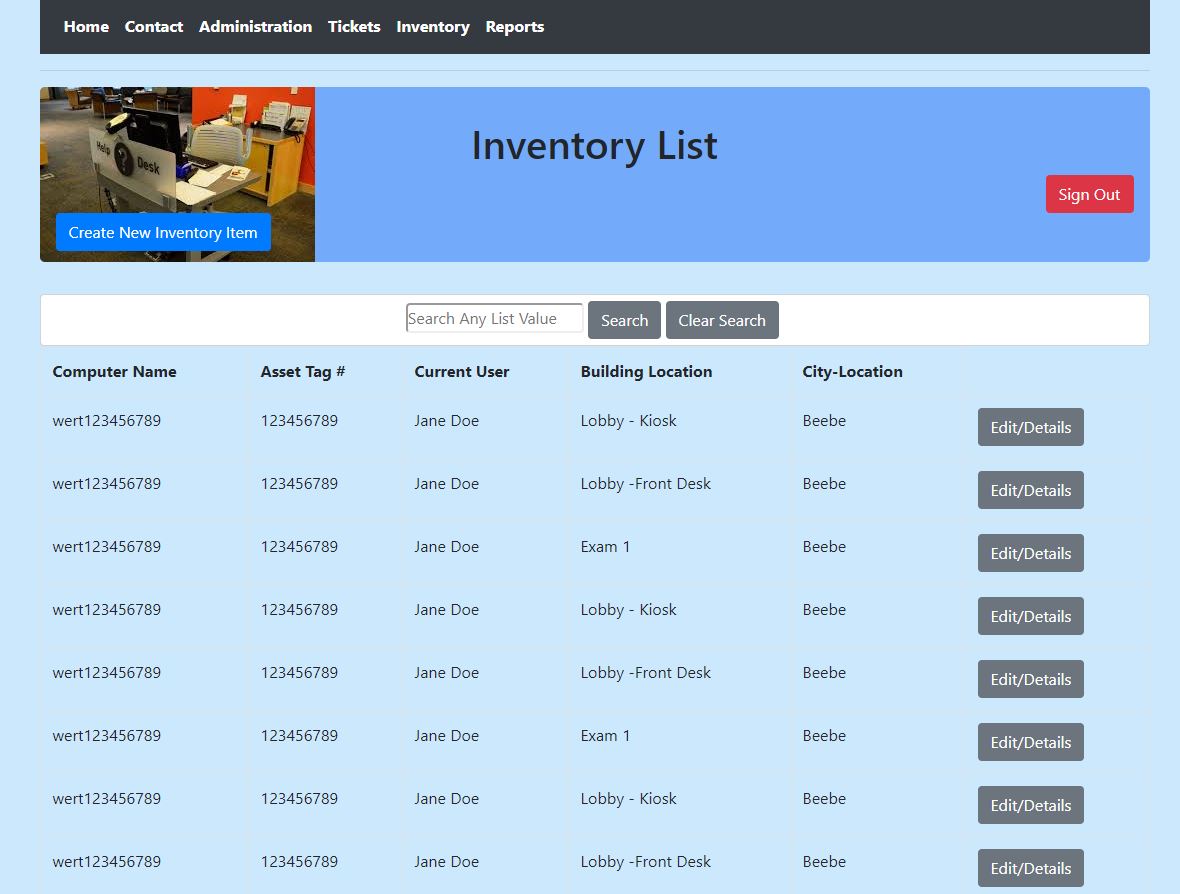 Home Contact Administration Tickets Inventory Reports
Help ? Desk
Inventory List
Sign Out
Create New Inventory Item
Search Any List Value Search Clear Search
Computer Name Asset Tag # Current User Building Location City-Location
wert123456789 123456789 Jane Doe Lobby - Kiosk Beebe Edit/Details
wert123456789 123456789 Jane Doe Lobby -Front Desk Beebe Edit/Details
wert123456789 123456789 Jane Doe Exam 1 Beebe Edit/Details
wert123456789 123456789 Jane Doe Lobby - Kiosk Beebe Edit/Details
wert123456789 123456789 Jane Doe Lobby -Front Desk Beebe Edit/Details
wert123456789 123456789 Jane Doe Exam 1 Beebe Edit/Details
wert123456789 123456789 Jane Doe Lobby - Kiosk Beebe Edit/Details
wert123456789 123456789 Jane Doe Lobby -Front Desk Beebe Edit/Details